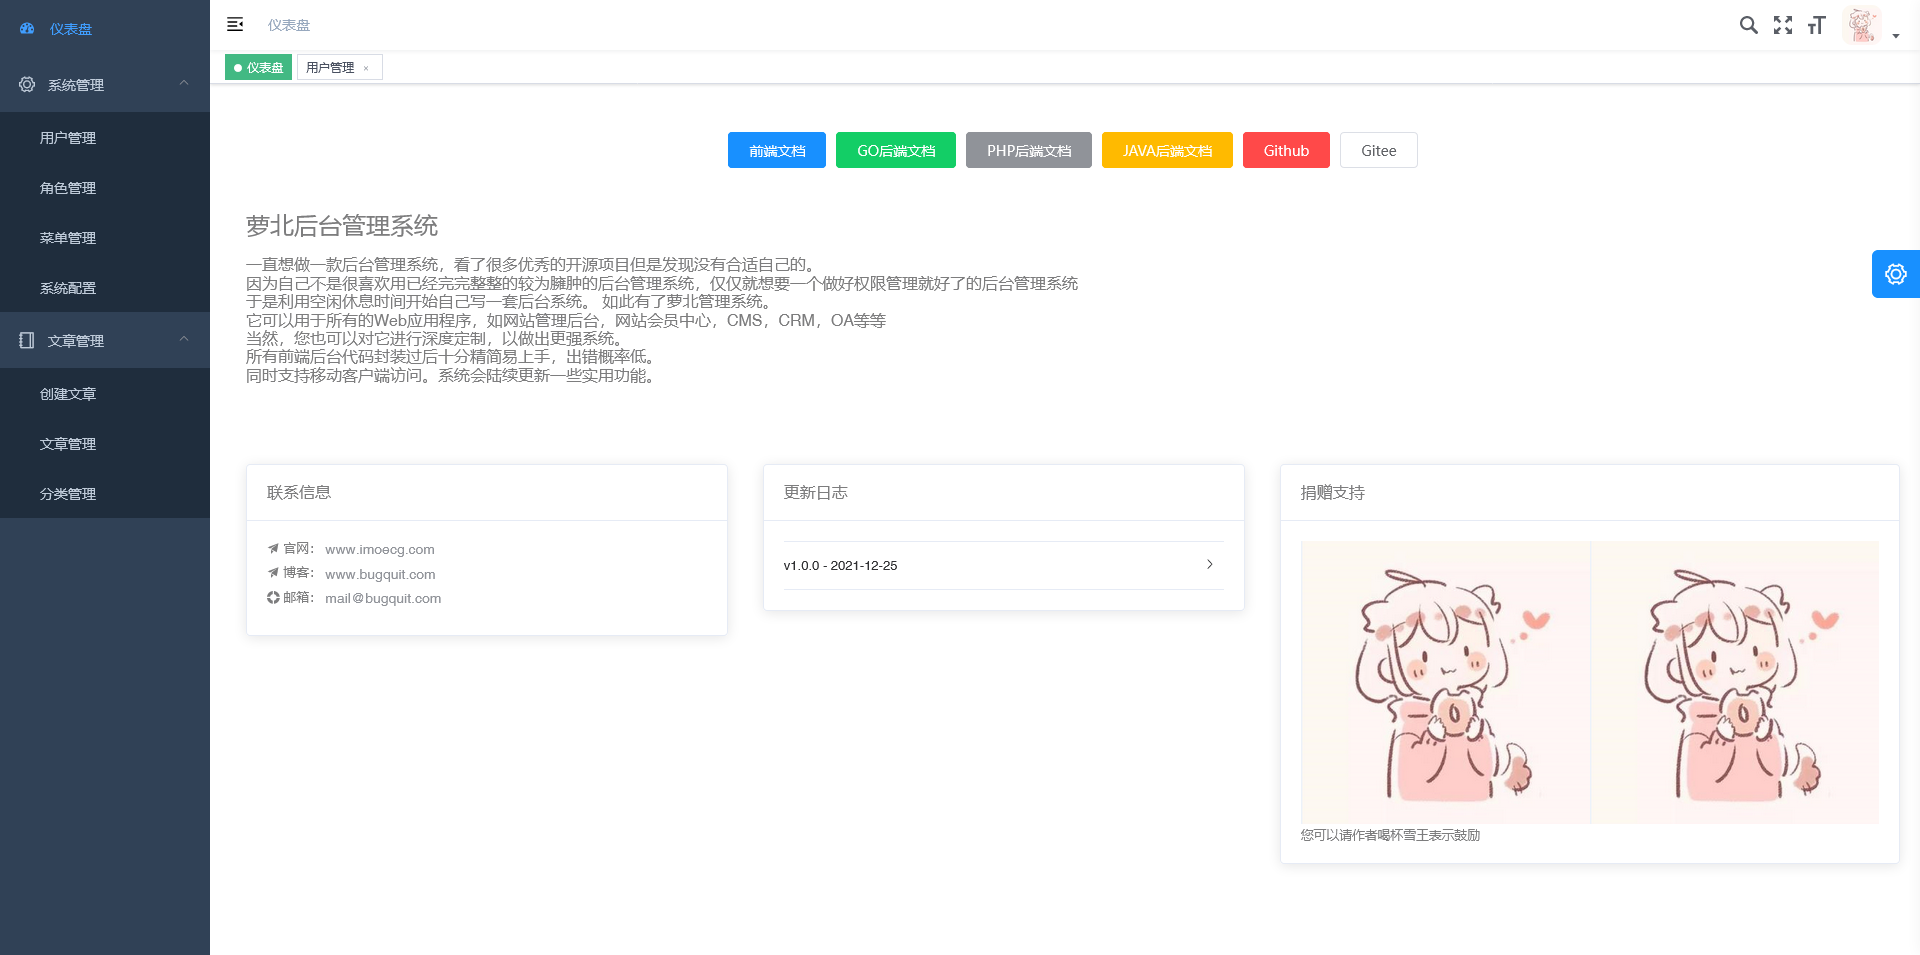 仪表盘
系统管理
用户管理
角色管理
菜单管理
系统配置
文章管理
创建文章
文章管理
分类管理
仪表盘
仪表盘
用户管理 ×
前端文档
GO后端文档
PHP后端文档
JAVA后端文档
Github
Gitee
萝北后台管理系统
一直想做一款后台管理系统，看了很多优秀的开源项目但是发现没有合适自己的。
因为自己不是很喜欢用已经完完整整的较为臃肿的后台管理系统，仅仅就想要一个做好权限管理就好了的后台管理系统
于是利用空闲休息时间开始自己写一套后台系统。 如此有了萝北管理系统。
它可以用于所有的Web应用程序，如网站管理后台，网站会员中心，CMS，CRM，OA等等
当然，您也可以对它进行深度定制，以做出更强系统。
所有前端后台代码封装过后十分精简易上手，出错概率低。
同时支持移动客户端访问。系统会陆续更新一些实用功能。
联系信息
官网： www.imoecg.com
博客： www.bugquit.com
邮箱： mail@bugquit.com
更新日志
v1.0.0 - 2021-12-25
捐赠支持
您可以请作者喝杯雪王表示鼓励